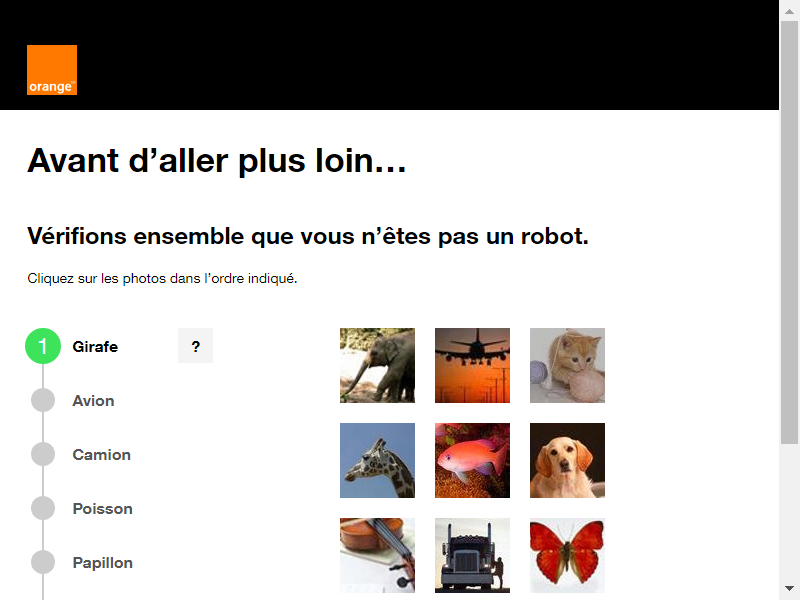 orange™
Avant d’aller plus loin…
Vérifions ensemble que vous n’êtes pas un robot.
Cliquez sur les photos dans l’ordre indiqué.
1 Girafe ?
Avion
Camion
Poisson
Papillon